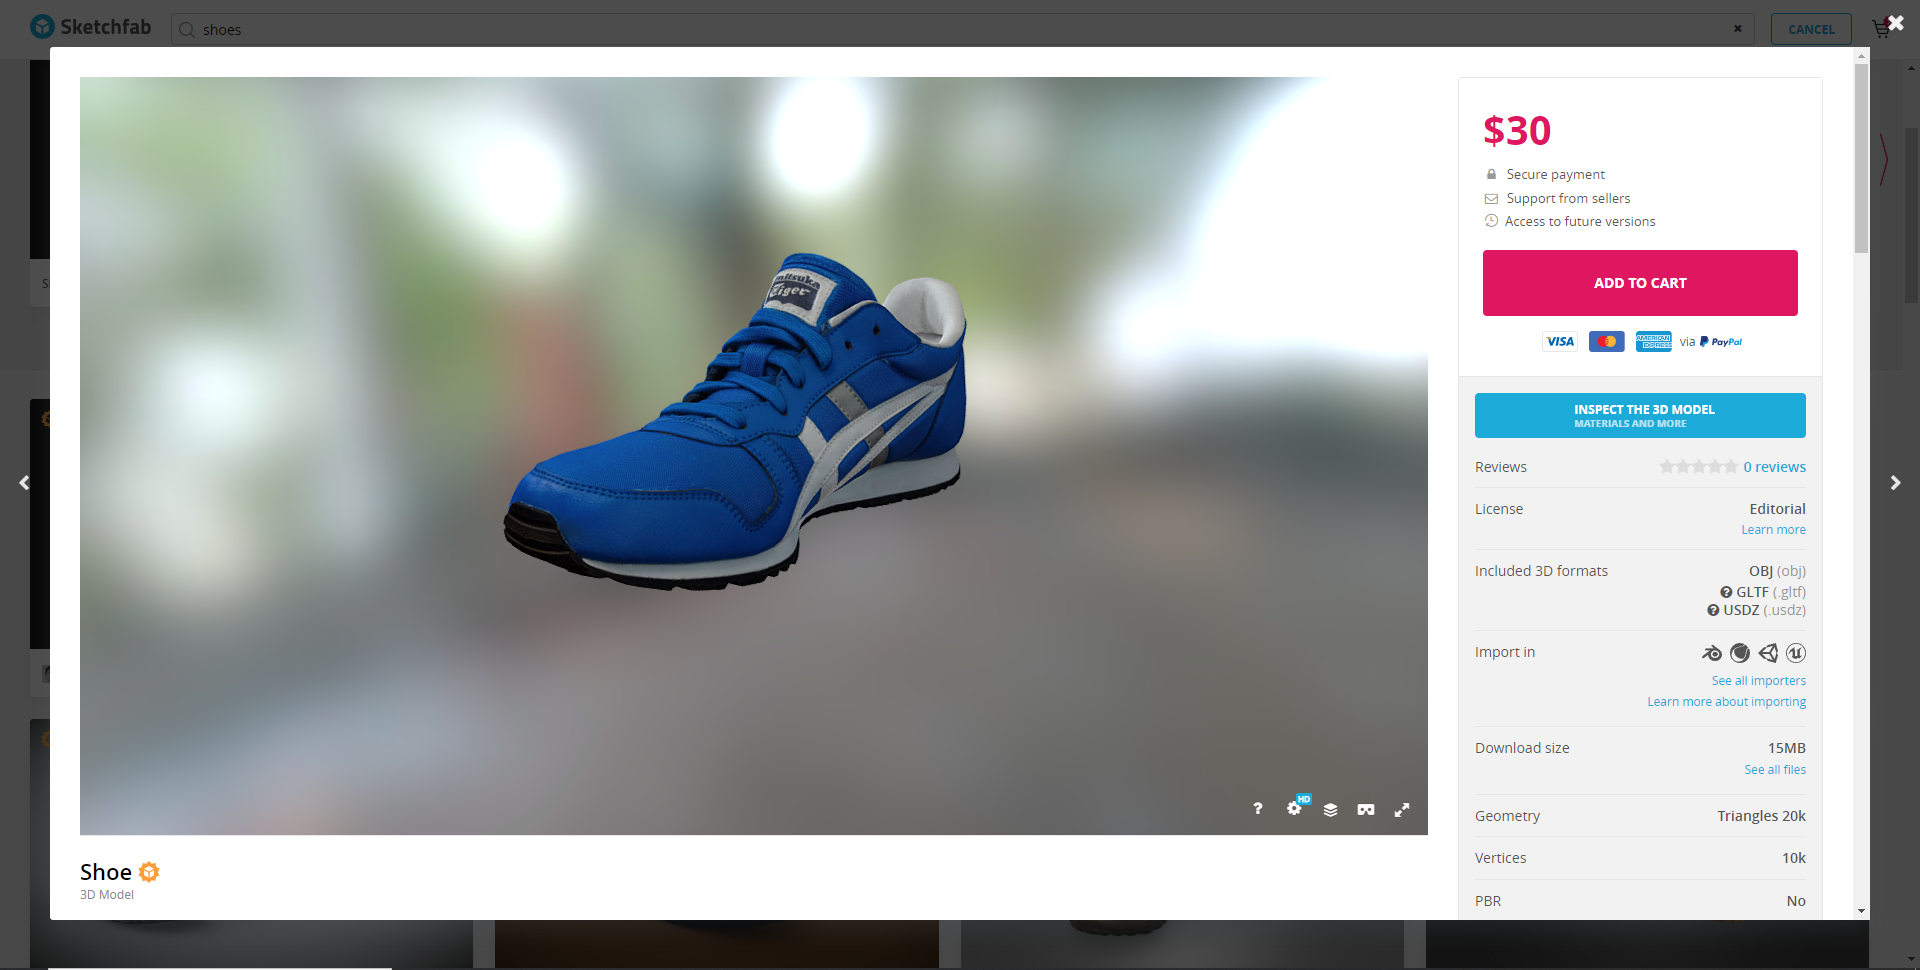 Sketchfab
shoes
CANCEL
$30
Secure payment
Support from sellers
Access to future versions
ADD TO CART
VISA
AMERICAN EXPRESS
via PayPal
INSPECT THE 3D MODEL
MATERIALS AND MORE
Reviews 0 reviews
License Editorial
Learn more
Included 3D formats OBJ (obj)
GLTF (.gltf)
USDZ (.usdz)
Import in
See all importers
Learn more about importing
Download size 15MB
See all files
Geometry Triangles 20k
Vertices 10k
PBR No
Tiger
? HD
Shoe
3D Model